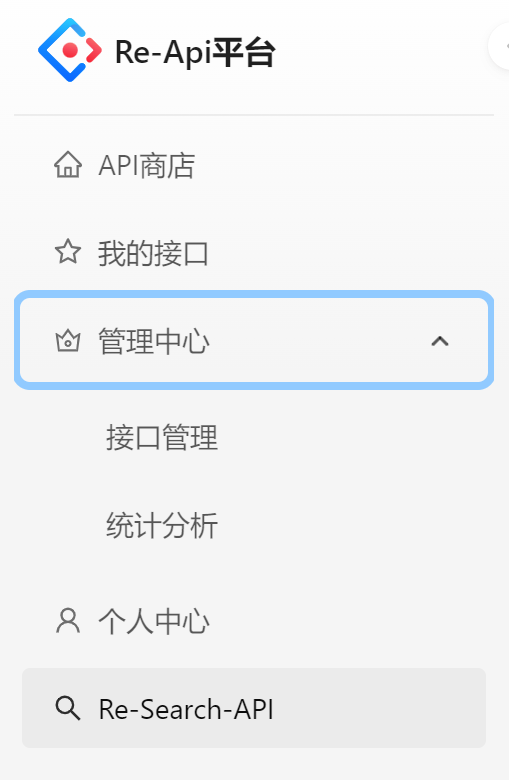 Re-Api平台
API商店
我的接口
管理中心
接口管理
统计分析
个人中心
Re-Search-API